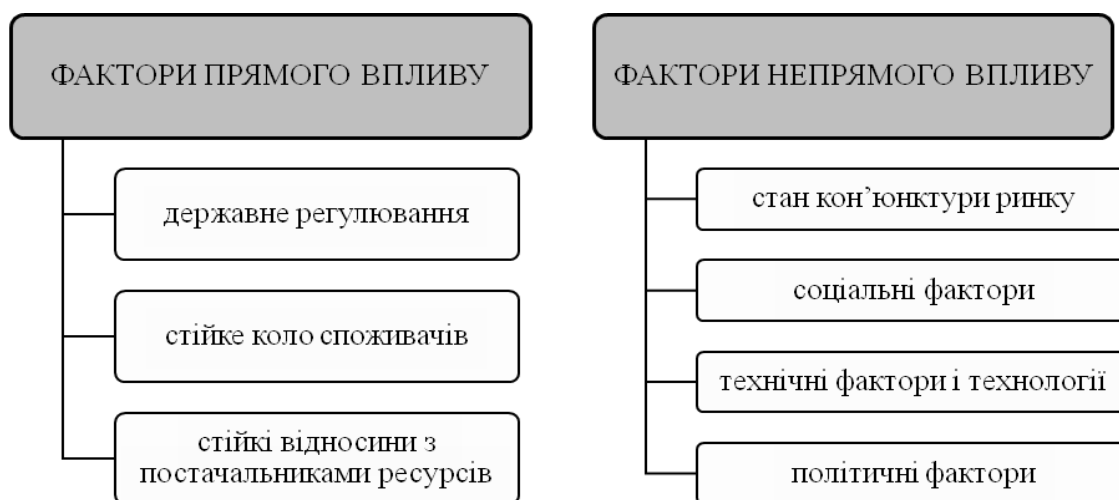 ФАКТОРИ ПРЯМОГО ВПЛИВУ
державне регулювання
стійке коло споживачів
стійкі відносини з
постачальниками ресурсів
ФАКТОРИ НЕПРЯМОГО ВПЛИВУ
стан кон’юнктури ринку
соціальні фактори
технічні фактори і технології
політичні фактори